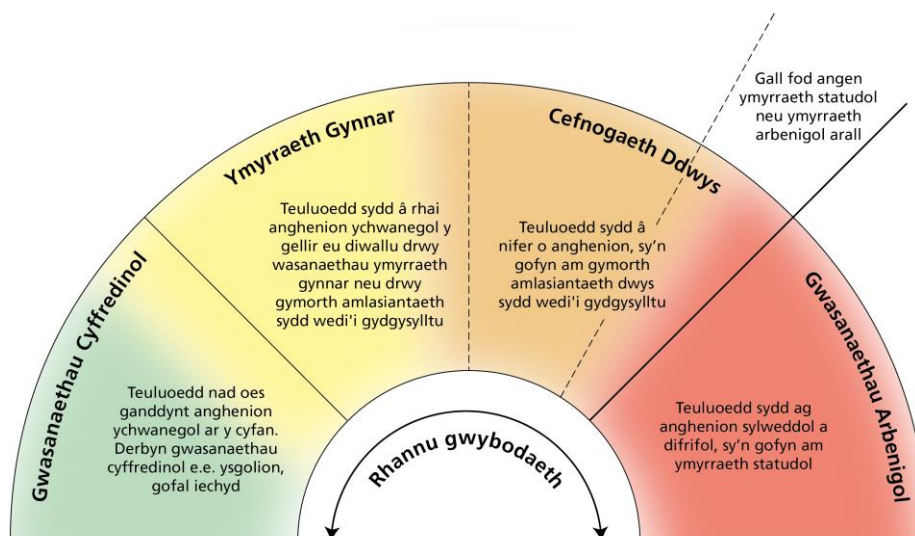 Gwasanaethau Cyffredinol
Teuluoedd nad oes
ganddynt anghenion
ychwanegol ar y cyfan.
Derbyn gwasanaethau
cyffredinol e.e. ysgolion,
gofal iechyd
Ymyrraeth Gynnar
Teuluoedd sydd â rhai
anghenion ychwanegol y
gellir eu diwallu drwy
wasanaethau ymyrraeth
gynnar neu drwy
gymorth amlasiantaeth
sydd wedi'i gydgysylltu
Cefnogaeth Ddwys
Teuluoedd sydd â
nifer o anghenion, sy'n
gofyn am gymorth
amlasiantaeth dwys
sydd wedi'i gydgysylltu
Gall fod angen
ymyrraeth statudol
neu ymyrraeth
arbenigol arall
Gwasanaethau Arbenigol
Teuluoedd sydd ag
anghenion sylweddol a
difrifol, sy'n gofyn am
ymyrraeth statudol
Rhannu gwybodaeth